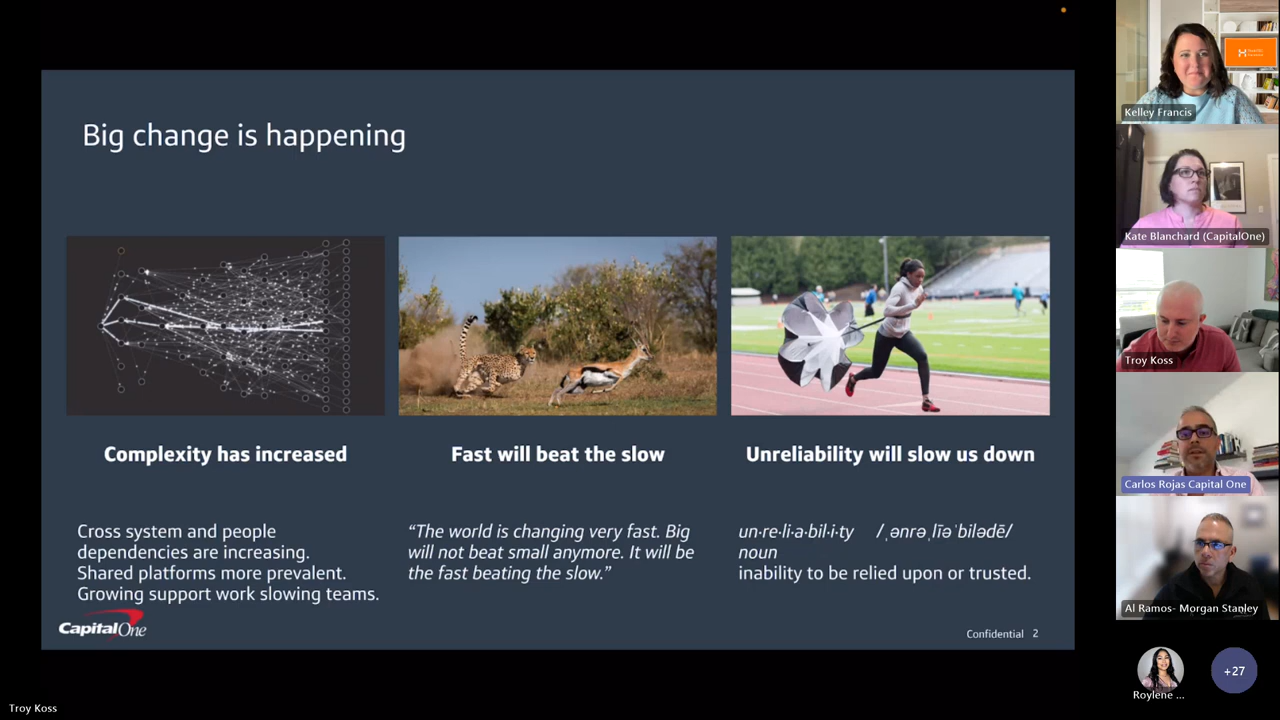 Big change is happening
Complexity has increased
Fast will beat the slow
Unreliability will slow us down
Cross system and people
dependencies are increasing.
Shared platforms more prevalent.
Growing support work slowing teams.
“The world is changing very fast. Big
will not beat small anymore. It will be
the fast beating the slow.”
un·re·li·a·bil·i·ty /ˌənrəˌlīəˈbilədē/
noun
inability to be relied upon or trusted.
Capital One
Confidential 2
Kelley Francis
Kate Blanchard (CapitalOne)
Troy Koss
Carlos Rojas Capital One
Al Ramos- Morgan Stanley
Roylene ...
+27
Troy Koss